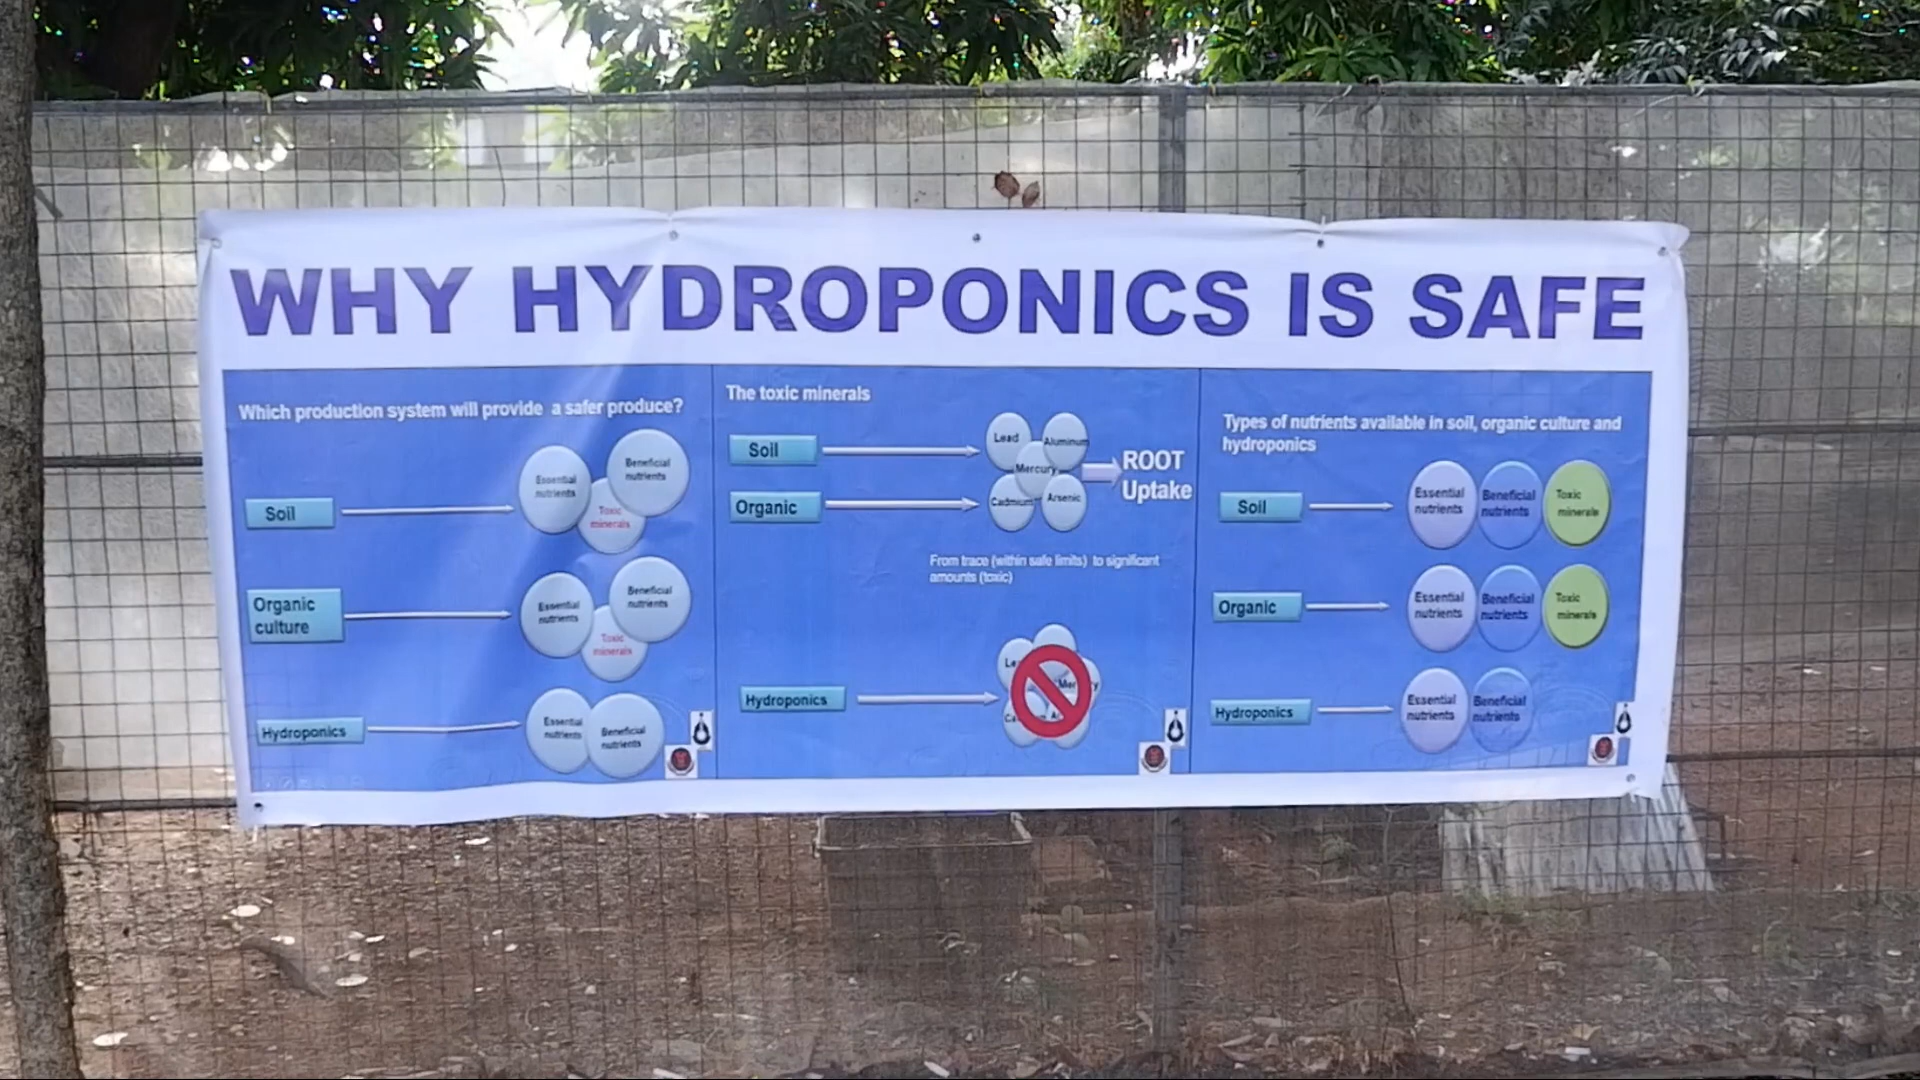 WHY HYDROPONICS IS SAFE
Which production system will provide a safer produce?
Soil
Essential
nutrients
Beneficial
nutrients
Toxic
minerals
Organic
culture
Essential
nutrients
Beneficial
nutrients
Toxic
minerals
Hydroponics
Essential
nutrients
Beneficial
nutrients
The toxic minerals
Soil
Organic
Lead
Aluminum
Mercury
Cadmium
Arsenic
ROOT
Uptake
From trace (within safe limits) to significant
amounts (toxic)
Hydroponics
Types of nutrients available in soil, organic culture and
hydroponics
Soil
Essential
nutrients
Beneficial
nutrients
Toxic
minerals
Organic
Essential
nutrients
Beneficial
nutrients
Toxic
minerals
Hydroponics
Essential
nutrients
Beneficial
nutrients